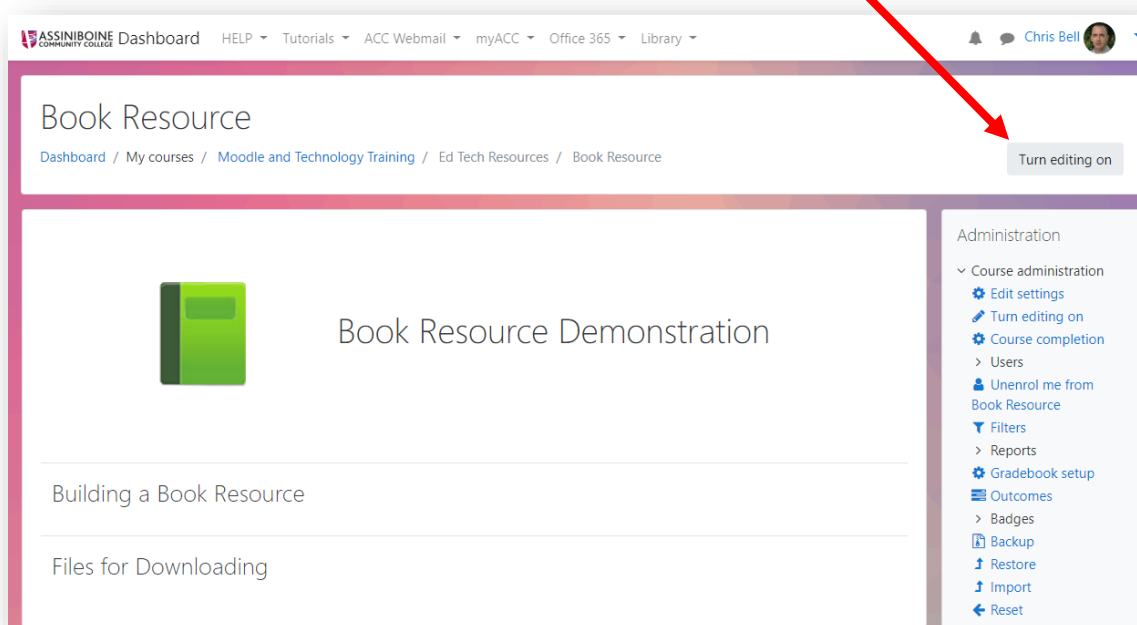 ASSINIBOINE
COMMUNITY COLLEGE
Dashboard HELP Tutorials ACC Webmail myACC Office 365 Library Chris Bell
Book Resource
Dashboard / My courses / Moodle and Technology Training / Ed Tech Resources / Book Resource
Turn editing on
Book Resource Demonstration
Building a Book Resource
Files for Downloading
Administration
Course administration
Edit settings
Turn editing on
Course completion
Users
Unenrol me from
Book Resource
Filters
Reports
Gradebook setup
Outcomes
Badges
Backup
Restore
Import
Reset